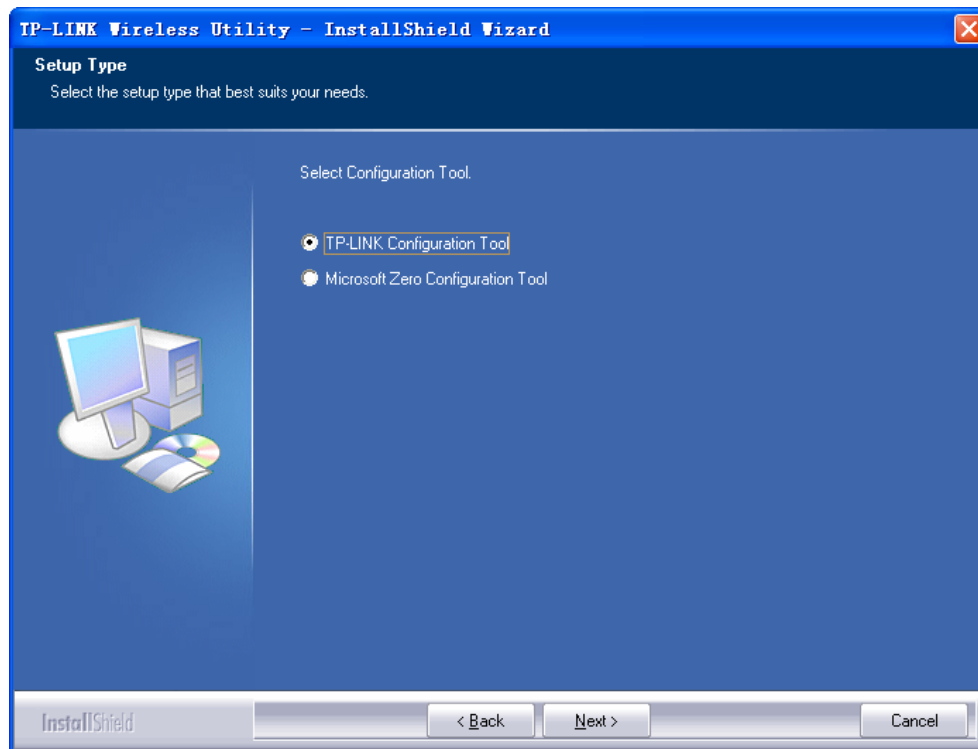 TP-LINK Wireless Utility - InstallShield Wizard
Setup Type
Select the setup type that best suits your needs.
Select Configuration Tool.
TP-LINK Configuration Tool
Microsoft Zero Configuration Tool
InstallShield
< Back
Next >
Cancel